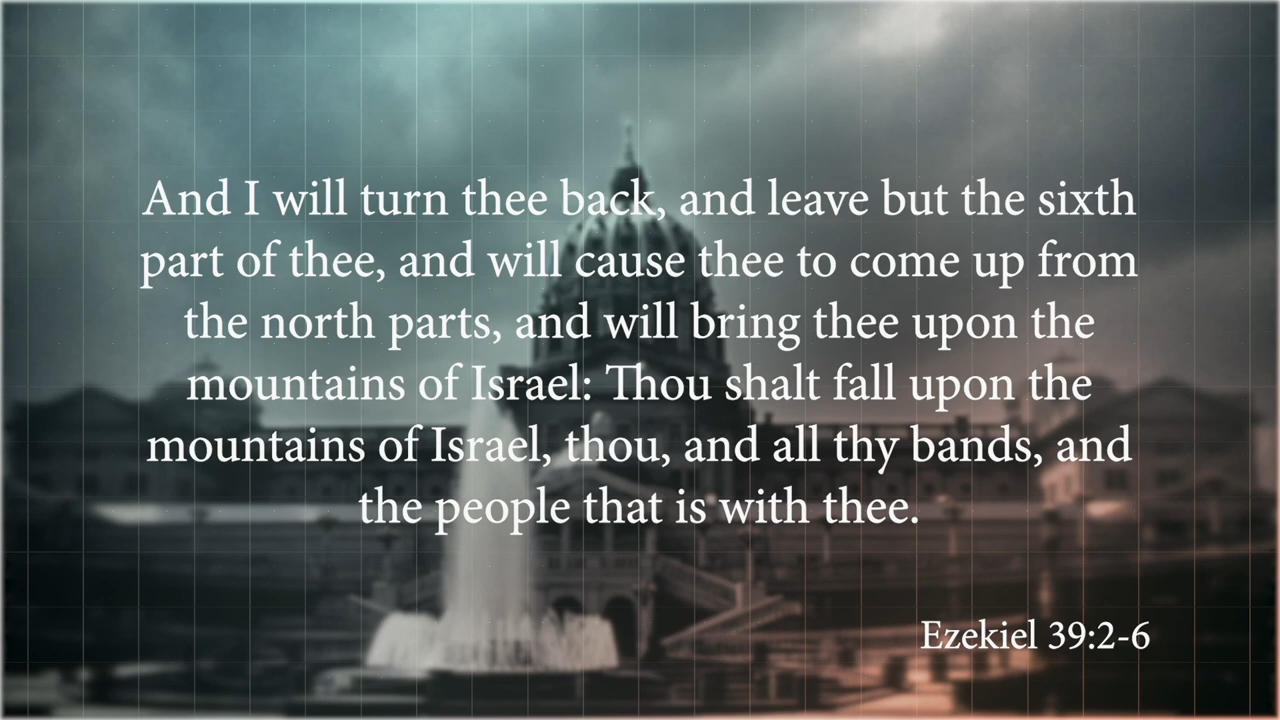 And I will turn thee back, and leave but the sixth
part of thee, and will cause thee to come up from
the north parts, and will bring thee upon the
mountains of Israel: Thou shalt fall upon the
mountains of Israel, thou, and all thy bands, and
the people that is with thee.
Ezekiel 39:2-6